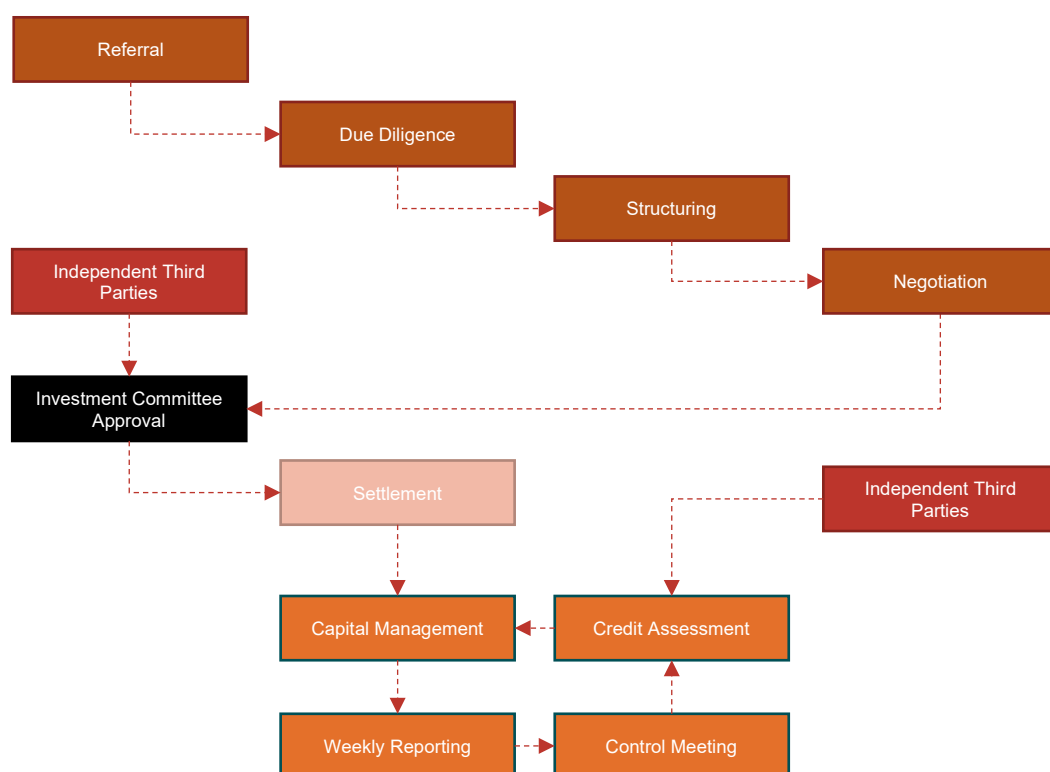 Referral
Due Diligence
Structuring
Independent Third
Parties
Negotiation
Investment Committee
Approval
Settlement
Independent Third
Parties
Capital Management
Credit Assessment
Weekly Reporting
Control Meeting